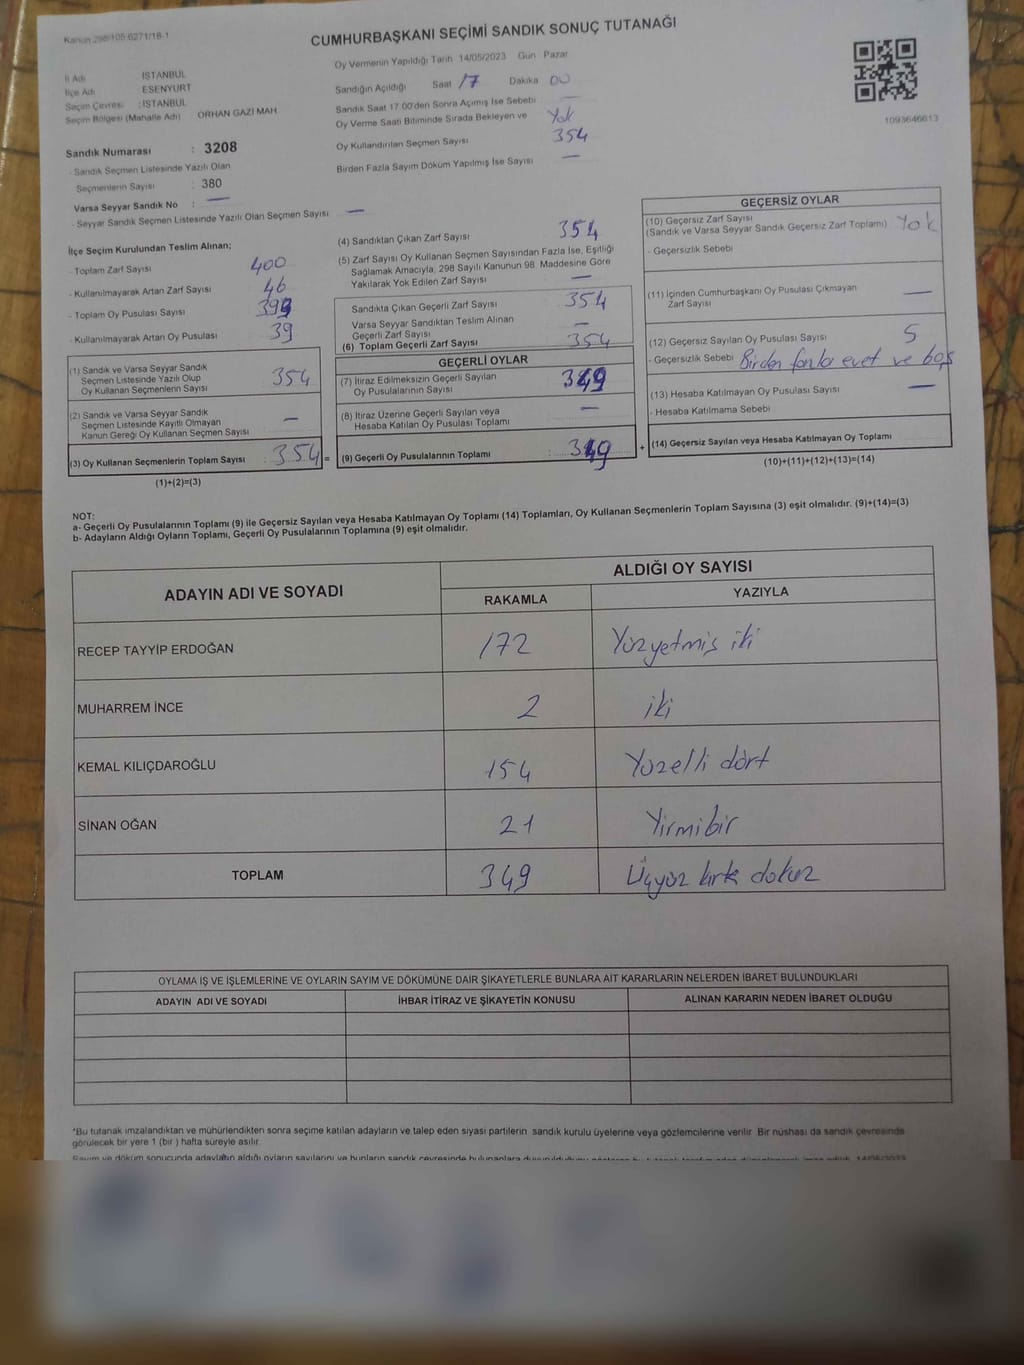 Kanun 298/105 6271/18-1
CUMHURBAŞKANI SEÇİMİ SANDIK SONUÇ TUTANAĞI
İl Adı İSTANBUL
İlçe Adı ESENYURT
Seçim Çevresi : İSTANBUL
Seçim Bölgesi (Mahalle Adı) ORHAN GAZİ MAH
Sandık Numarası : 3208
- Sandık Seçmen Listesinde Yazılı Olan
Seçmenlerin Sayısı : 380
Varsa Seyyar Sandık No : —
- Seyyar Sandık Seçmen Listesinde Yazılı Olan Seçmen Sayısı —
Oy Vermenin Yapıldığı Tarih 14/05/2023 Gün Pazar
Sandığın Açıldığı Saat 17 Dakika 00
Sandık Saat 17:00'den Sonra Açılmış İse Sebebi —
Oy Verme Saati Bitiminde Sırada Bekleyen ve Yok
Oy Kullandırılan Seçmen Sayısı 354
Birden Fazla Sayım Döküm Yapılmış İse Sayısı —
1093646613
İlçe Seçim Kurulundan Teslim Alınan;
- Toplam Zarf Sayısı 400
- Kullanılmayarak Artan Zarf Sayısı 46
- Toplam Oy Pusulası Sayısı
- Kullanılmayarak Artan Oy Pusulası 39
(1) Sandık ve Varsa Seyyar Sandık
Seçmen Listesinde Yazılı Olup
Oy Kullanan Seçmenlerin Sayısı 354
(2) Sandık ve Varsa Seyyar Sandık
Seçmen Listesinde Kayıtlı Olmayan
Kanun Gereği Oy Kullanan Seçmen Sayısı —
(3) Oy Kullanan Seçmenlerin Toplam Sayısı : 354 =
(1)+(2)=(3)
(4) Sandıktan Çıkan Zarf Sayısı 354
(5) Zarf Sayısı Oy Kullanan Seçmen Sayısından Fazla İse, Eşitliği
Sağlamak Amacıyla, 298 Sayılı Kanunun 98 Maddesine Göre
Yakılarak Yok Edilen Zarf Sayısı —
Sandıkta Çıkan Geçerli Zarf Sayısı 354
Varsa Seyyar Sandıktan Teslim Alınan
Geçerli Zarf Sayısı —
(6) Toplam Geçerli Zarf Sayısı 354
GEÇERLİ OYLAR
(7) İtiraz Edilmeksizin Geçerli Sayılan
Oy Pusulalarının Sayısı 349
(8) İtiraz Üzerine Geçerli Sayılan veya
Hesaba Katılan Oy Pusulası Toplamı —
(9) Geçerli Oy Pusulalarının Toplamı : 349 +
GEÇERSİZ OYLAR
(10) Geçersiz Zarf Sayısı
(Sandık ve Varsa Seyyar Sandık Geçersiz Zarf Toplamı) Yok
- Geçersizlik Sebebi
(11) İçinden Cumhurbaşkanı Oy Pusulası Çıkmayan
Zarf Sayısı —
(12) Geçersiz Sayılan Oy Pusulası Sayısı 5
- Geçersizlik Sebebi Birden fazla evet ve boş
(13) Hesaba Katılmayan Oy Pusulası Sayısı —
- Hesaba Katılmama Sebebi
(14) Geçersiz Sayılan veya Hesaba Katılmayan Oy Toplamı
(10)+(11)+(12)+(13)=(14)
NOT:
a- Geçerli Oy Pusulalarının Toplamı (9) ile Geçersiz Sayılan veya Hesaba Katılmayan Oy Toplamı (14) Toplamları, Oy Kullanan Seçmenlerin Toplam Sayısına (3) eşit olmalıdır. (9)+(14)=(3)
b- Adayların Aldığı Oyların Toplamı, Geçerli Oy Pusulalarının Toplamına (9) eşit olmalıdır.
ADAYIN ADI VE SOYADI ALDIĞI OY SAYISI
RAKAMLA YAZIYLA
RECEP TAYYİP ERDOĞAN 172 Yüzyetmiş iki
MUHARREM İNCE 2 iki
KEMAL KILIÇDAROĞLU 154 Yüzelli dört
SİNAN OĞAN 21 Yirmibir
TOPLAM 349 Üçyüz kırk dokuz
OYLAMA İŞ VE İŞLEMLERİNE VE OYLARIN SAYIM VE DÖKÜMÜNE DAİR ŞİKAYETLERLE BUNLARA AİT KARARLARIN NELERDEN İBARET BULUNDUKLARI
ADAYIN ADI VE SOYADI İHBAR İTİRAZ VE ŞİKAYETİN KONUSU ALINAN KARARIN NEDEN İBARET OLDUĞU
*Bu tutanak imzalandıktan ve mühürlendikten sonra seçime katılan adayların ve talep eden siyasi partilerin sandık kurulu üyelerine veya gözlemcilerine verilir Bir nüshası da sandık çevresinde
görülecek bir yere 1 (bir ) hafta süreyle asılır.
Sayım ve döküm sonucunda adayların aldığı oyların sayılarını ve bunların sandık çevresinde